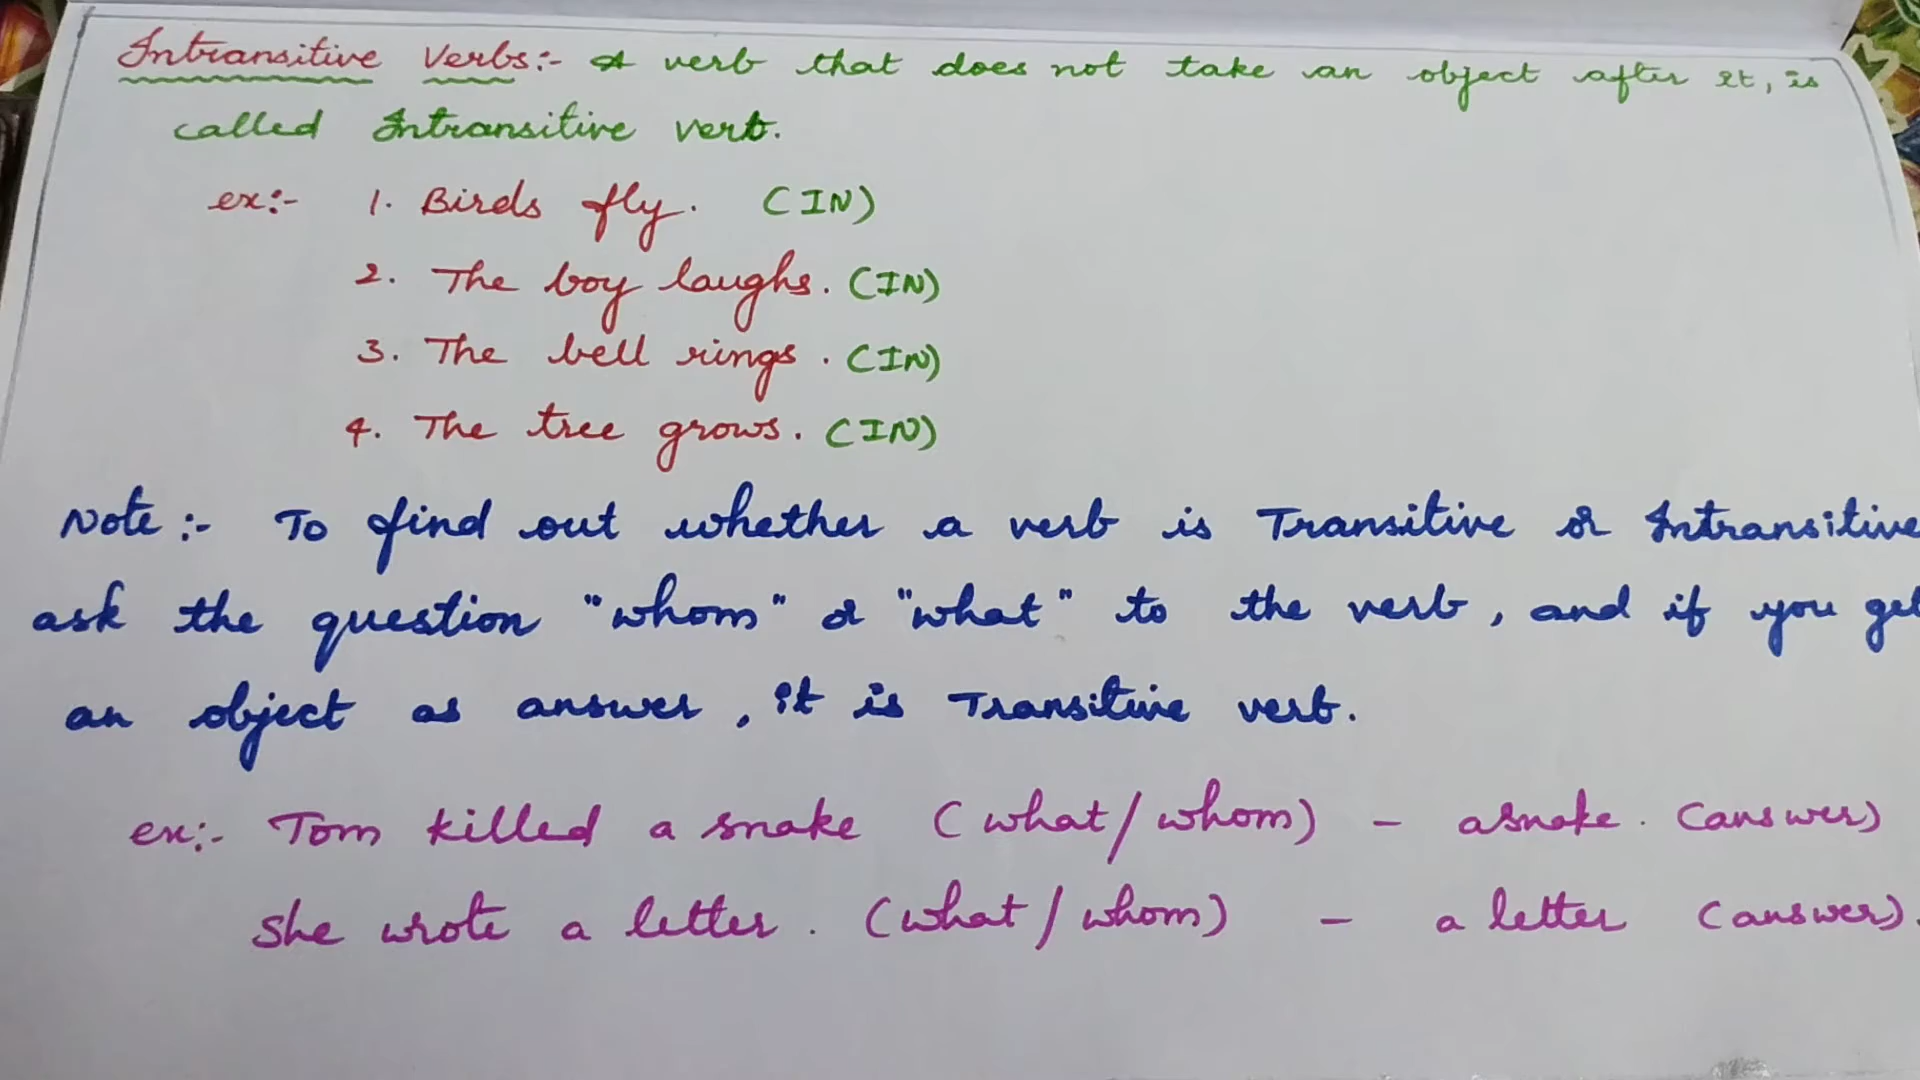 Intransitive Verbs:- A verb that does not take an object after it, is
called Intransitive verb.
ex:- 1. Birds fly. (IN)
2. The boy laughs. (IN)
3. The bell rings. (IN)
4. The tree grows. (IN)
Note:- To find out whether a verb is Transitive or Intransitive
ask the question "whom" or "what" to the verb, and if you get
an object as answer, it is Transitive verb.
ex:- Tom killed a snake (what/whom) - asnake. (answer)
She wrote a letter. (what/whom) - a letter (answer).